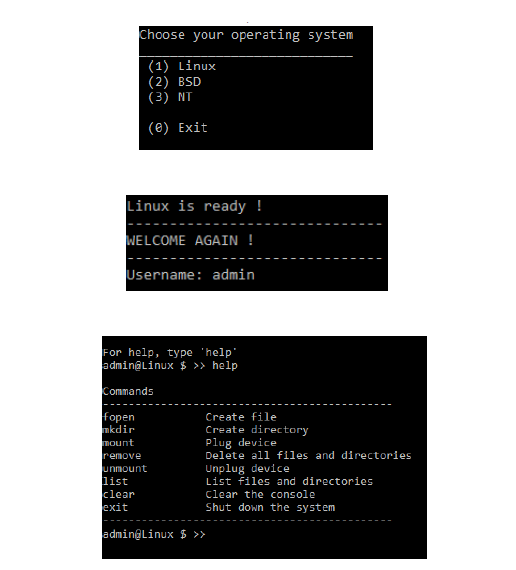 Choose your operating system
(1) Linux
(2) BSD
(3) NT
(0) Exit
Linux is ready !
WELCOME AGAIN !
Username: admin
For help, type 'help'
admin@Linux $ >> help
Commands
fopen Create file
mkdir Create directory
mount Plug device
remove Delete all files and directories
unmount Unplug device
list List files and directories
clear Clear the console
exit Shut down the system
admin@Linux $ >>